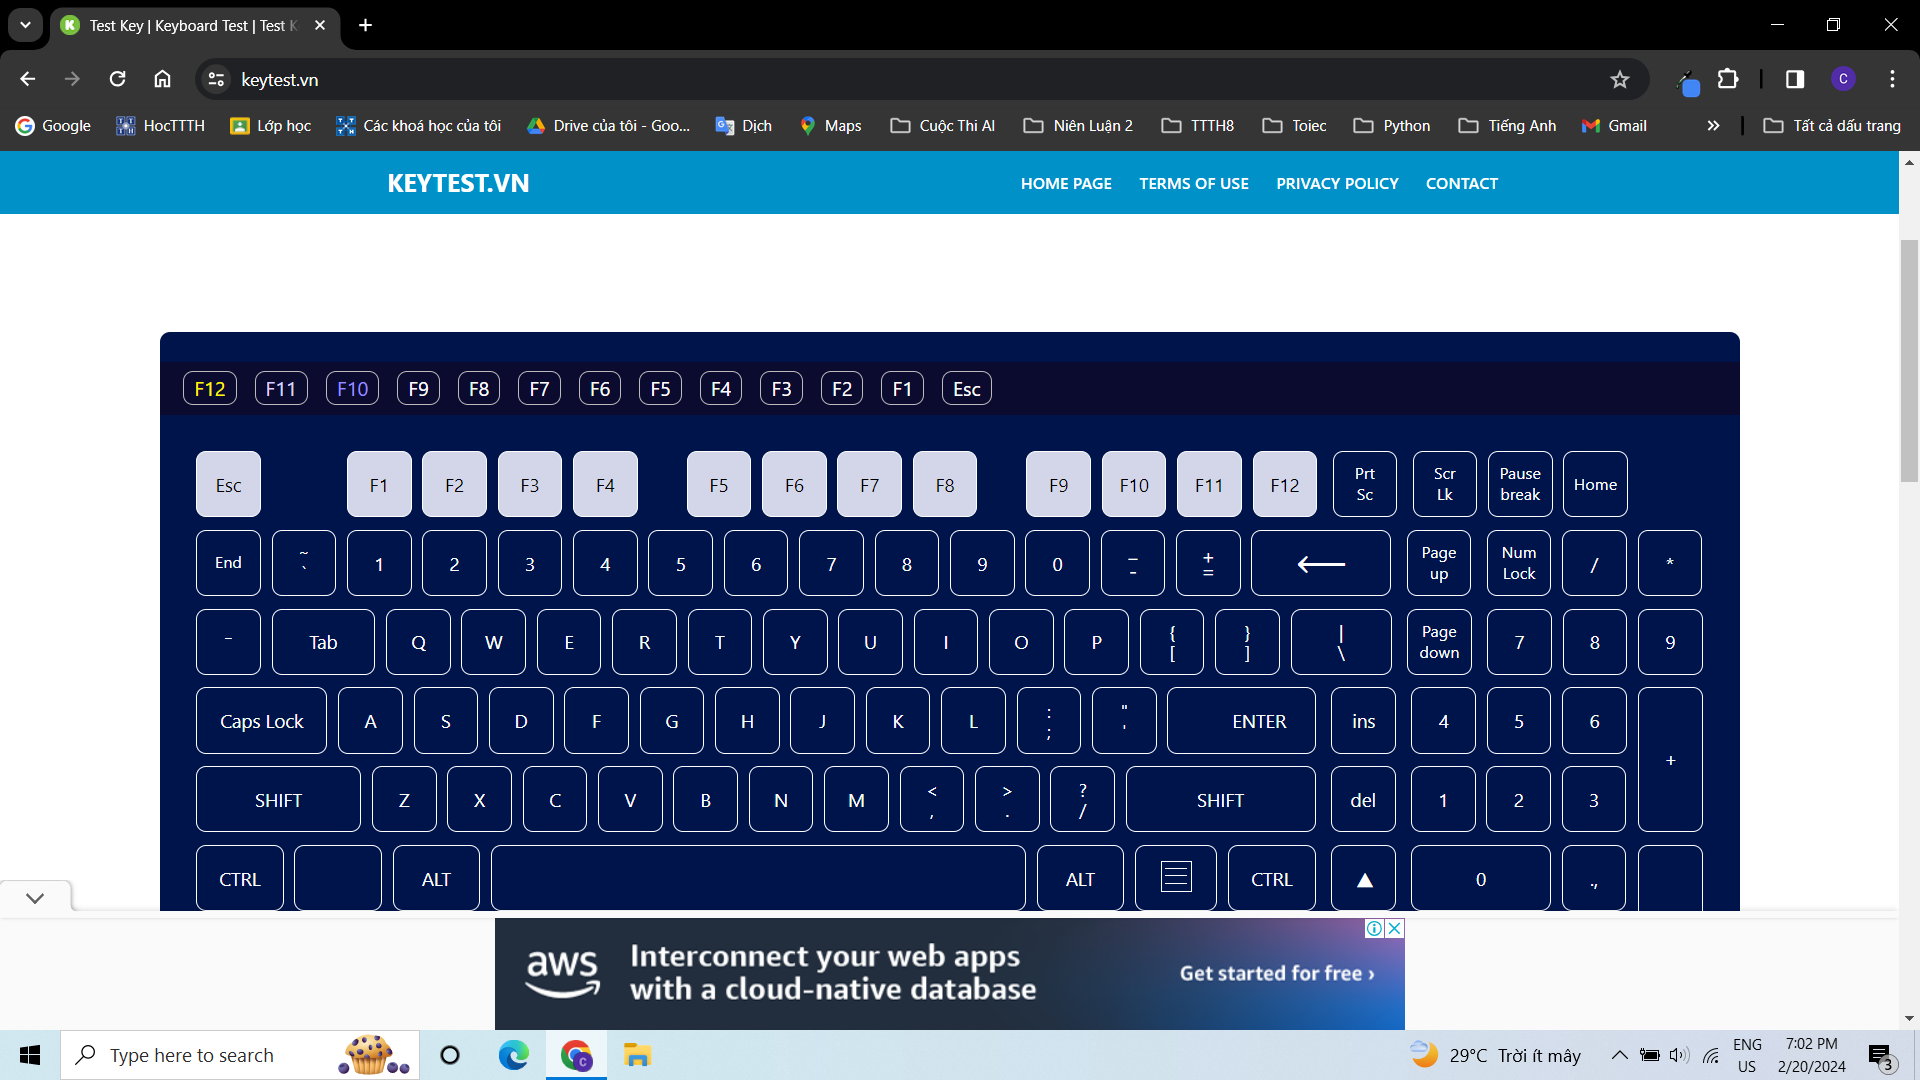 Test Key | Keyboard Test | Test K
keytest.vn
C
Google HocTTTH Lớp học Các khoá học của tôi Drive của tôi - Goo... Dịch Maps Cuộc Thi AI Niên Luận 2 TTTH8 Toiec Python Tiếng Anh Gmail » Tất cả dấu trang
KEYTEST.VN HOME PAGE TERMS OF USE PRIVACY POLICY CONTACT
F12 F11 F10 F9 F8 F7 F6 F5 F4 F3 F2 F1 Esc
Esc F1 F2 F3 F4 F5 F6 F7 F8 F9 F10 F11 F12 Prt Sc Scr Lk Pause break Home
End ~ ` 1 2 3 4 5 6 7 8 9 0 _ - + = ⟵ Page up Num Lock / *
- Tab Q W E R T Y U I O P { [ } ] | \ Page down 7 8 9
Caps Lock A S D F G H J K L : ; " ' ENTER ins 4 5 6 +
SHIFT Z X C V B N M < , > . ? / SHIFT del 1 2 3
CTRL ALT ALT CTRL ▲ 0 .,
aws
Interconnect your web apps
with a cloud-native database
Get started for free ›
Type here to search
29°C Trời ít mây
ENG
US
7:02 PM
2/20/2024
3